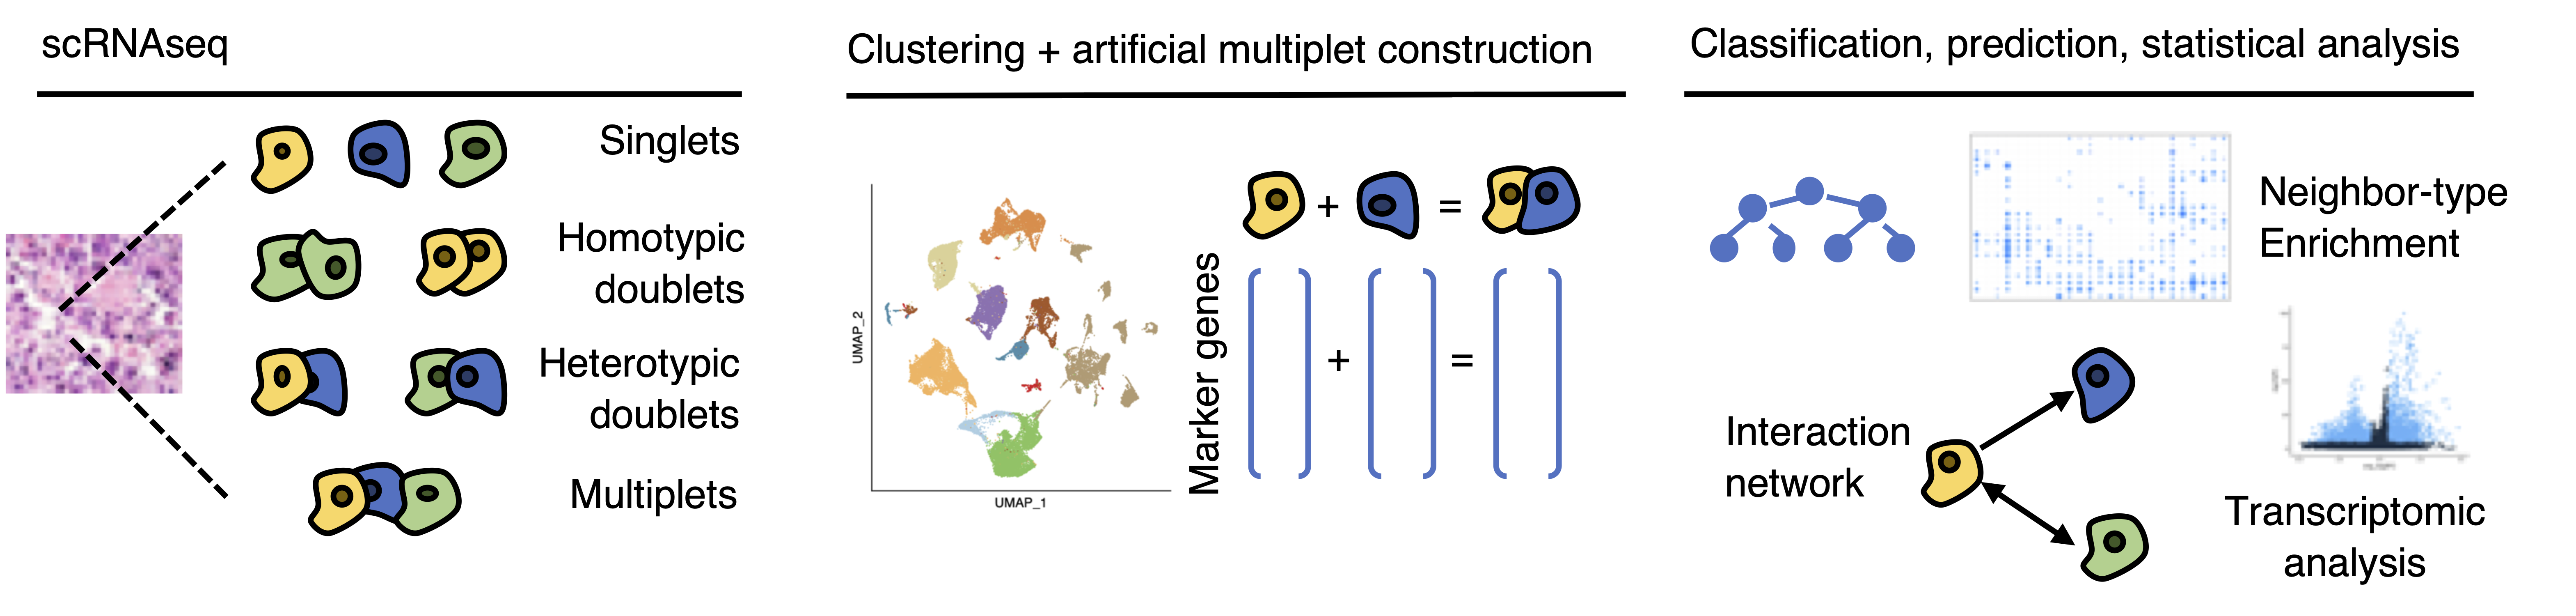 scRNAseq
Singlets
Homotypic
doublets
Heterotypic
doublets
Multiplets
Clustering + artificial multiplet construction
UMAP_2
UMAP_1
Marker genes
+ =
+ =
Classification, prediction, statistical analysis
Neighbor-type
Enrichment
Interaction
network
Transcriptomic
analysis